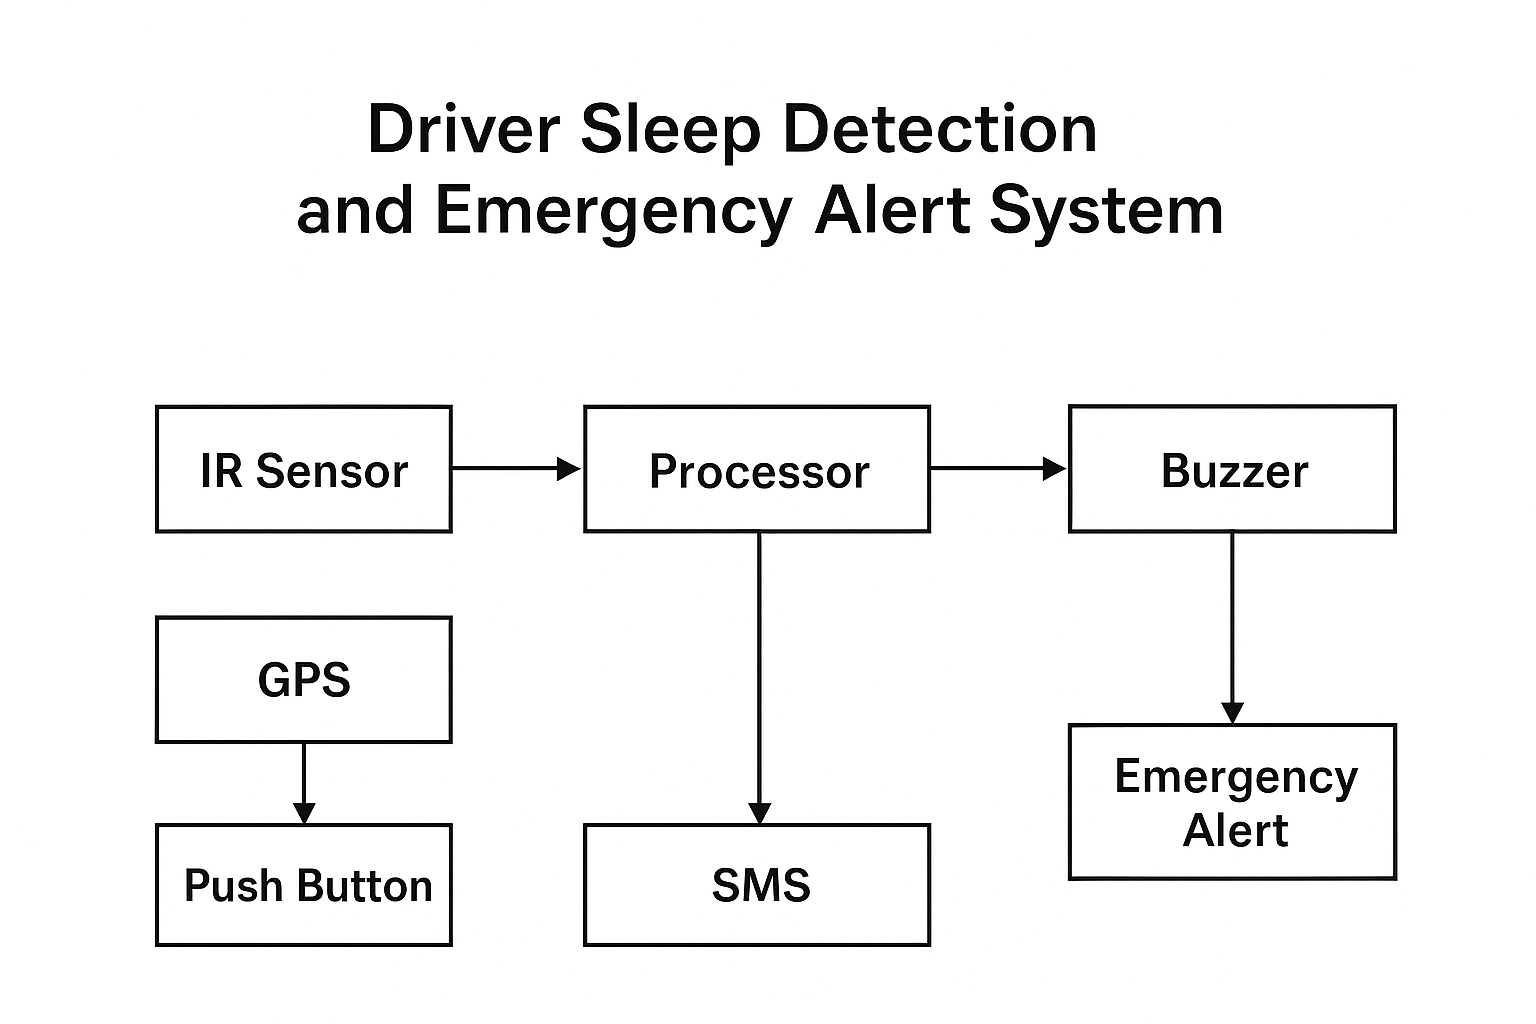 Driver Sleep Detection
and Emergency Alert System
IR Sensor
Processor
Buzzer
GPS
Push Button
SMS
Emergency
Alert